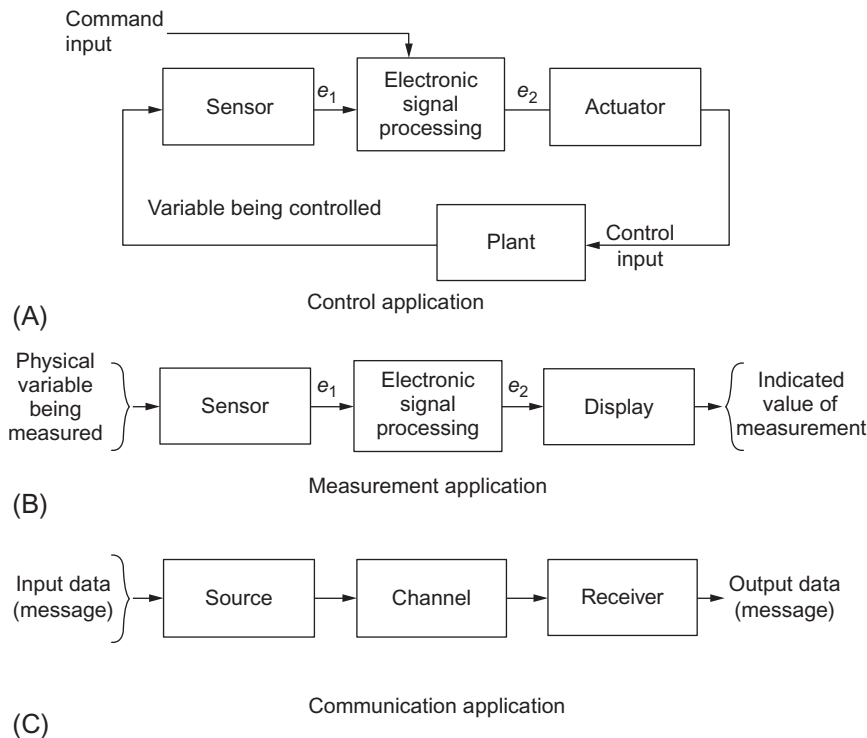 Command
input
Sensor
e1
Electronic
signal
processing
e2
Actuator
Variable being controlled
Plant
Control
input
Control application
(A)
Physical
variable
being
measured
Sensor
e1
Electronic
signal
processing
e2
Display
Indicated
value of
measurement
Measurement application
(B)
Input data
(message)
Source
Channel
Receiver
Output data
(message)
Communication application
(C)